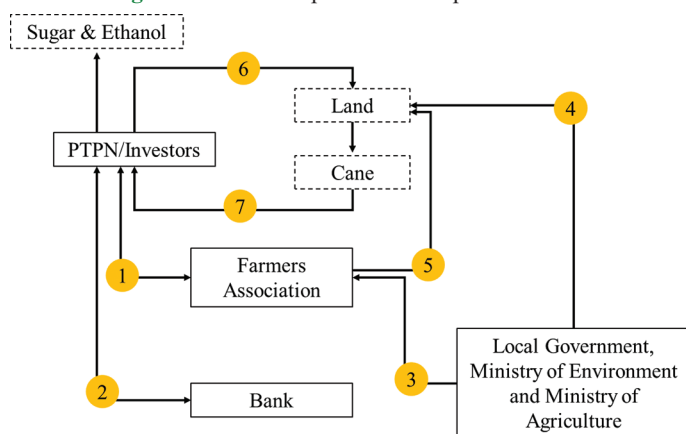 Sugar & Ethanol
6
Land
4
PTPN/Investors
Cane
7
1
Farmers
Association
5
Local Government,
Ministry of Environment
and Ministry of
Agriculture
3
2
Bank